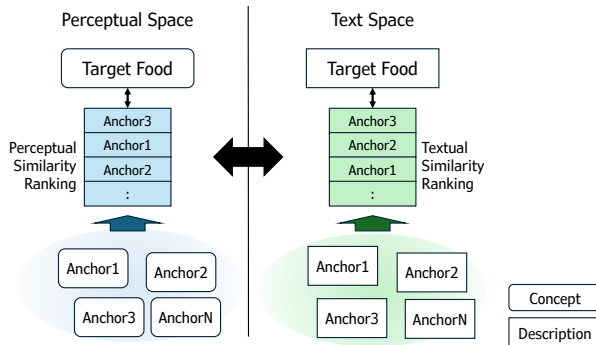 Perceptual Space
Target Food
Perceptual
Similarity
Ranking
Anchor3
Anchor1
Anchor2
:
Anchor1
Anchor2
Anchor3
AnchorN
Text Space
Target Food
Anchor3
Anchor2
Anchor1
:
Textual
Similarity
Ranking
Anchor1
Anchor2
Anchor3
AnchorN
Concept
Description